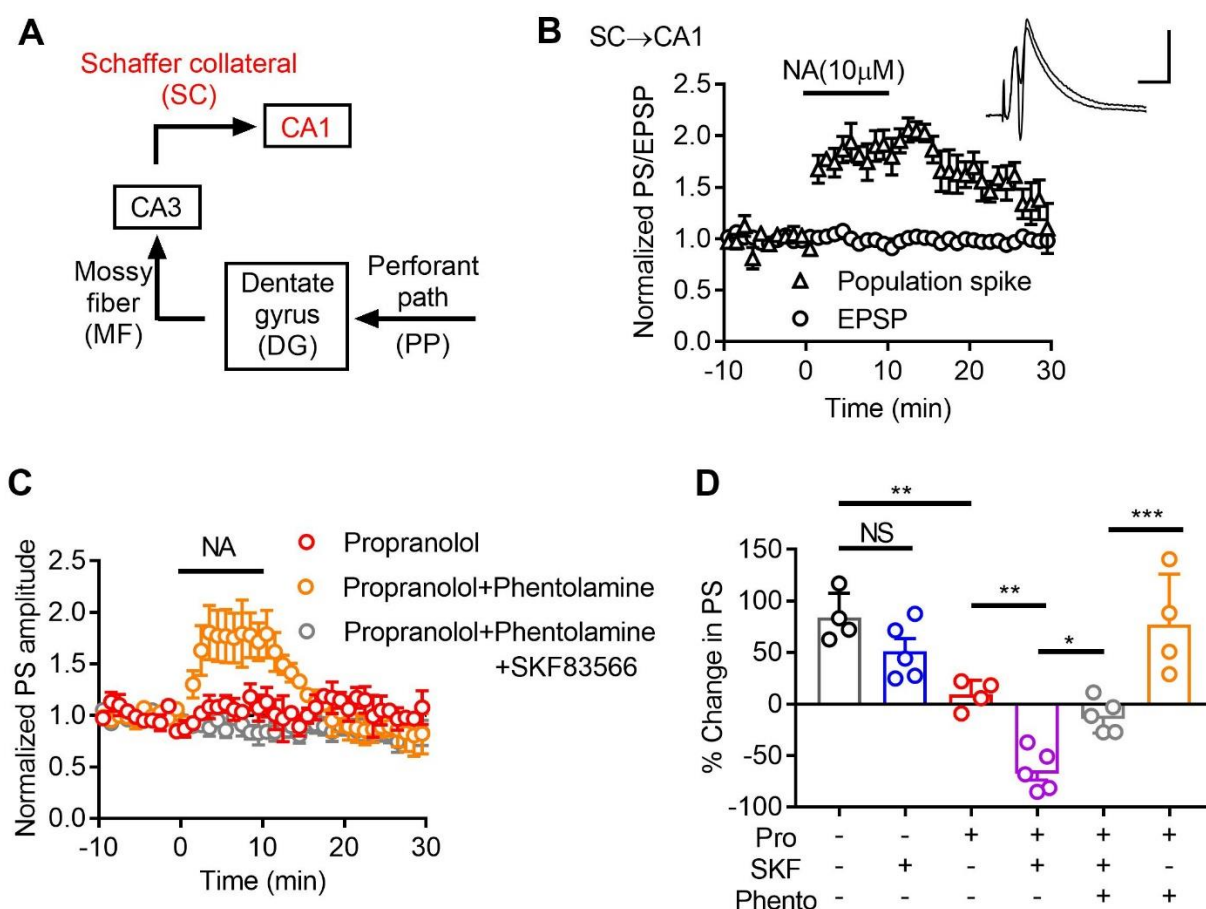 A
Schaffer collateral
(SC)
CA1
CA3
Mossy
fiber
(MF)
Dentate
gyrus
(DG)
Perforant
path
(PP)
B
SC→CA1
NA(10μM)
Normalized PS/EPSP
2.5
2.0
1.5
1.0
0.5
0.0
Population spike
EPSP
-10
0
10
20
30
Time (min)
C
NA
Propranolol
Propranolol+Phentolamine
Propranolol+Phentolamine
+SKF83566
Normalized PS amplitude
2.5
2.0
1.5
1.0
0.5
0.0
-10
0
10
20
30
Time (min)
D
**
NS
**
*
***
% Change in PS
150
100
50
0
-50
-100
Pro - - + + + +
SKF - + - + + -
Phento - - - - + +